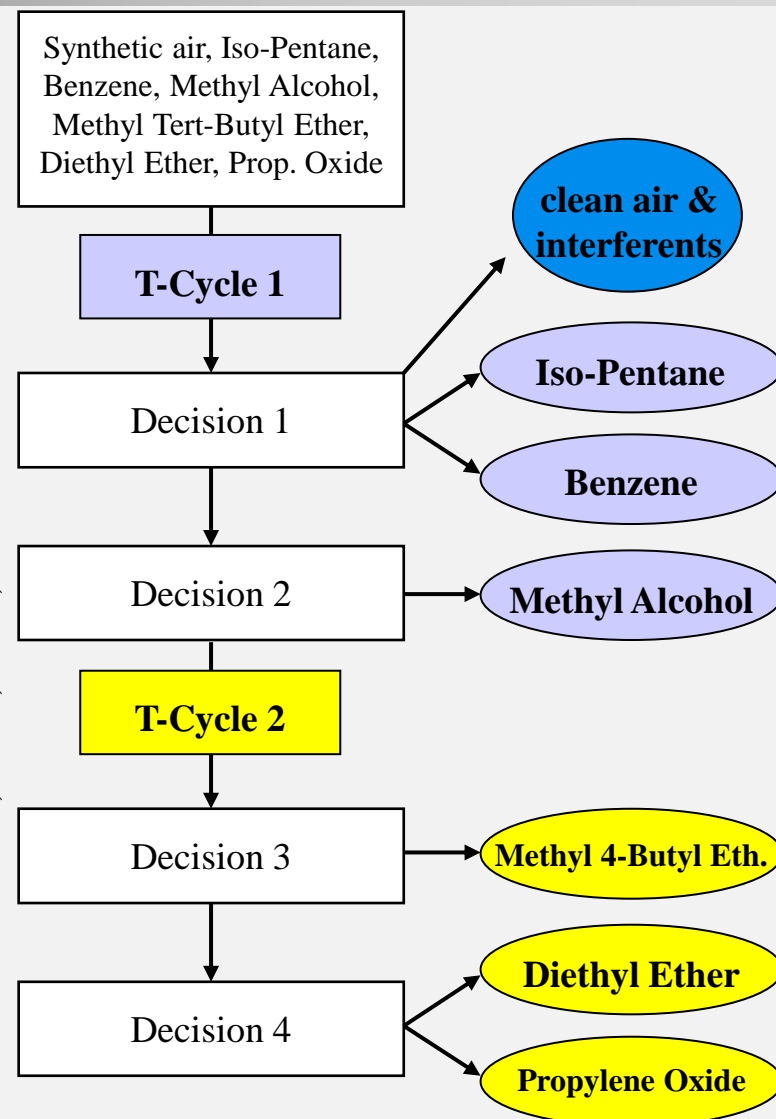 Synthetic air, Iso-Pentane,
Benzene, Methyl Alcohol,
Methyl Tert-Butyl Ether,
Diethyl Ether, Prop. Oxide
clean air &
interferents
T-Cycle 1
Iso-Pentane
Decision 1
Benzene
Decision 2
Methyl Alcohol
T-Cycle 2
Decision 3
Methyl 4-Butyl Eth.
Diethyl Ether
Decision 4
Propylene Oxide